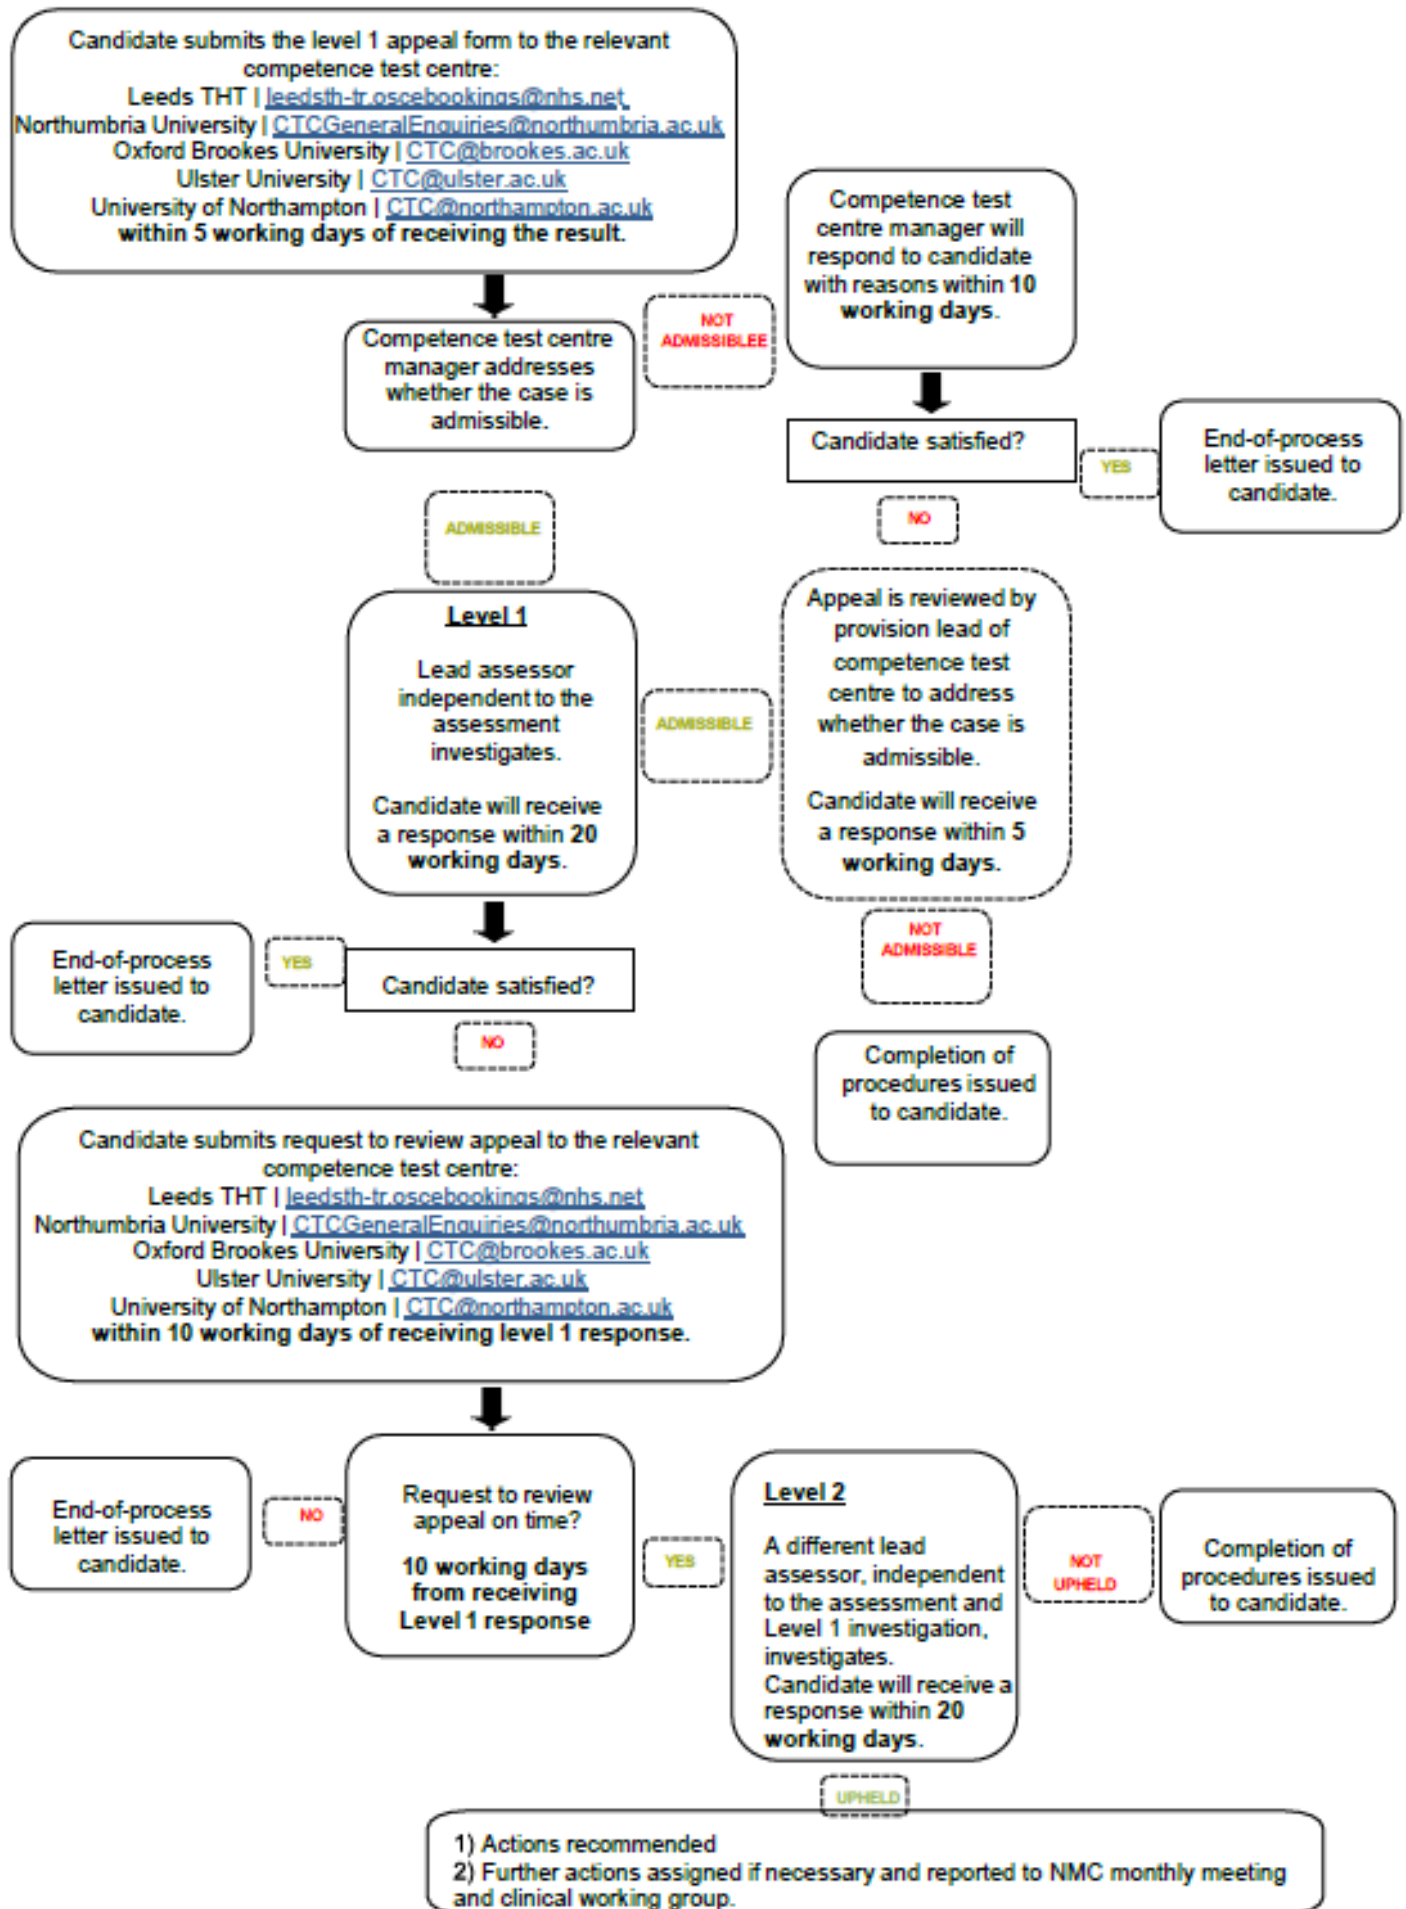 Candidate submits the level 1 appeal form to the relevant
competence test centre:
Leeds THT | leedsth-tr.oscebookings@nhs.net
Northumbria University | CTCGeneralEnquiries@northumbria.ac.uk
Oxford Brookes University | CTC@brookes.ac.uk
Ulster University | CTC@ulster.ac.uk
University of Northampton | CTC@northampton.ac.uk
within 5 working days of receiving the result.
Competence test
centre manager will
respond to candidate
with reasons within 10
working days.
NOT
ADMISSIBLEE
Competence test centre
manager addresses
whether the case is
admissible.
Candidate satisfied?
YES
End-of-process
letter issued to
candidate.
NO
ADMISSIBLE
Level 1
Lead assessor
independent to the
assessment
investigates.
Candidate will receive
a response within 20
working days.
ADMISSIBLE
Appeal is reviewed by
provision lead of
competence test
centre to address
whether the case is
admissible.
Candidate will receive
a response within 5
working days.
NOT
ADMISSIBLE
Completion of
procedures issued
to candidate.
End-of-process
letter issued to
candidate.
YES
Candidate satisfied?
NO
Candidate submits request to review appeal to the relevant
competence test centre:
Leeds THT | leedsth-tr.oscebookings@nhs.net
Northumbria University | CTCGeneralEnquiries@northumbria.ac.uk
Oxford Brookes University | CTC@brookes.ac.uk
Ulster University | CTC@ulster.ac.uk
University of Northampton | CTC@northampton.ac.uk
within 10 working days of receiving level 1 response.
End-of-process
letter issued to
candidate.
NO
Request to review
appeal on time?
10 working days
from receiving
Level 1 response
YES
Level 2
A different lead
assessor, independent
to the assessment and
Level 1 investigation,
investigates.
Candidate will receive a
response within 20
working days.
NOT
UPHELD
Completion of
procedures issued
to candidate.
UPHELD
1) Actions recommended
2) Further actions assigned if necessary and reported to NMC monthly meeting
and clinical working group.